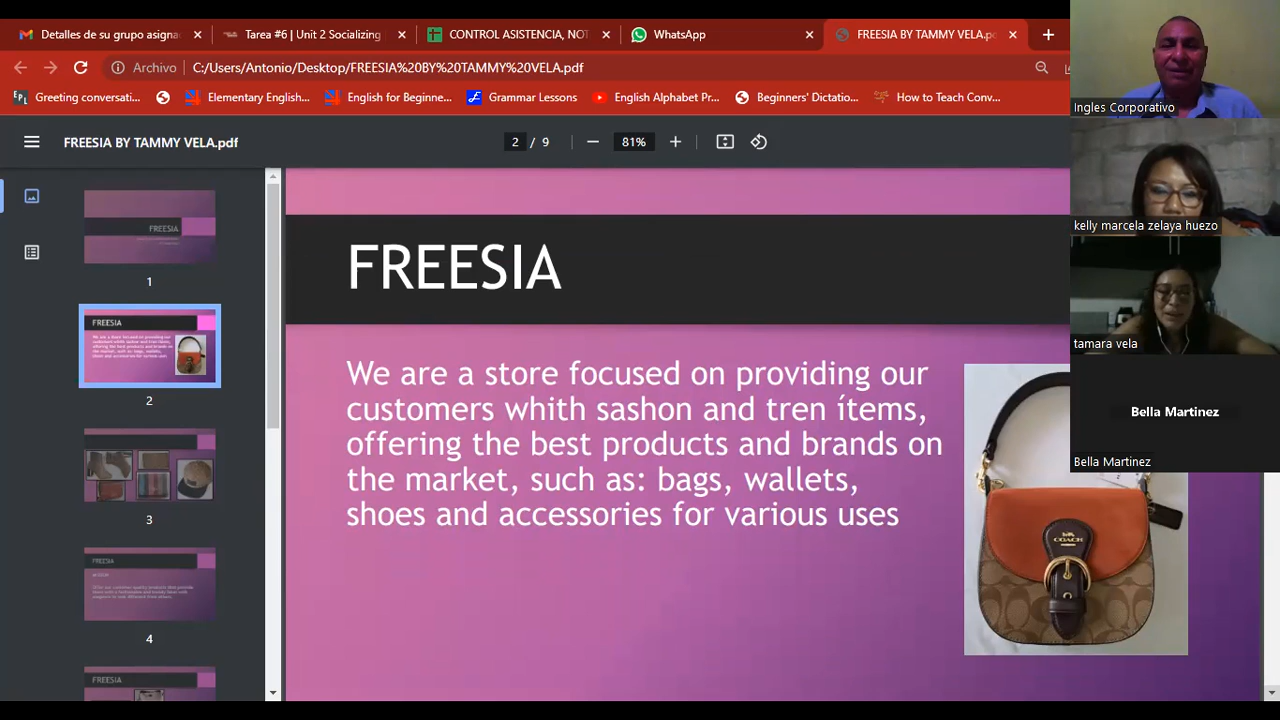 Detalles de su grupo asigna
Tarea #6 | Unit 2 Socializing
CONTROL ASISTENCIA, NOT
WhatsApp
FREESIA BY TAMMY VELA.pd
Archivo
C:/Users/Antonio/Desktop/FREESIA%20BY%20TAMMY%20VELA.pdf
Greeting conversati...
Elementary English...
English for Beginne...
Grammar Lessons
English Alphabet Pr...
Beginners' Dictatio...
How to Teach Conv...
FREESIA BY TAMMY VELA.pdf
2 / 9
81%
FREESIA
1
FREESIA
2
3
FREESIA
4
FREESIA
FREESIA
We are a store focused on providing our
customers whith sashon and tren ítems,
offering the best products and brands on
the market, such as: bags, wallets,
shoes and accessories for various uses
COACH
Ingles Corporativo
kelly marcela zelaya huezo
tamara vela
Bella Martinez
Bella Martinez